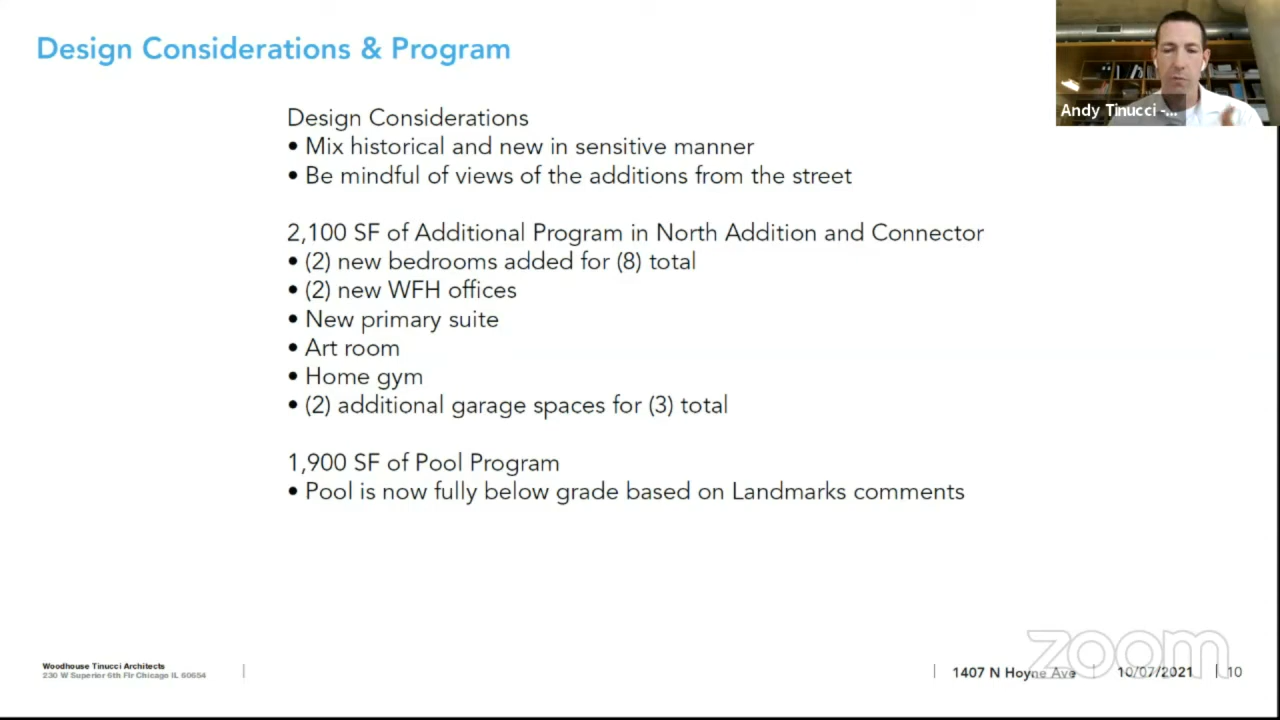 Design Considerations & Program
Andy Tinucci -...
Design Considerations
• Mix historical and new in sensitive manner
• Be mindful of views of the additions from the street
2,100 SF of Additional Program in North Addition and Connector
• (2) new bedrooms added for (8) total
• (2) new WFH offices
• New primary suite
• Art room
• Home gym
• (2) additional garage spaces for (3) total
1,900 SF of Pool Program
• Pool is now fully below grade based on Landmarks comments
zoom
Woodhouse Tinucci Architects
230 W Superior 6th Flr Chicago IL 60654
1407 N Hoyne Ave
10/07/2021
10